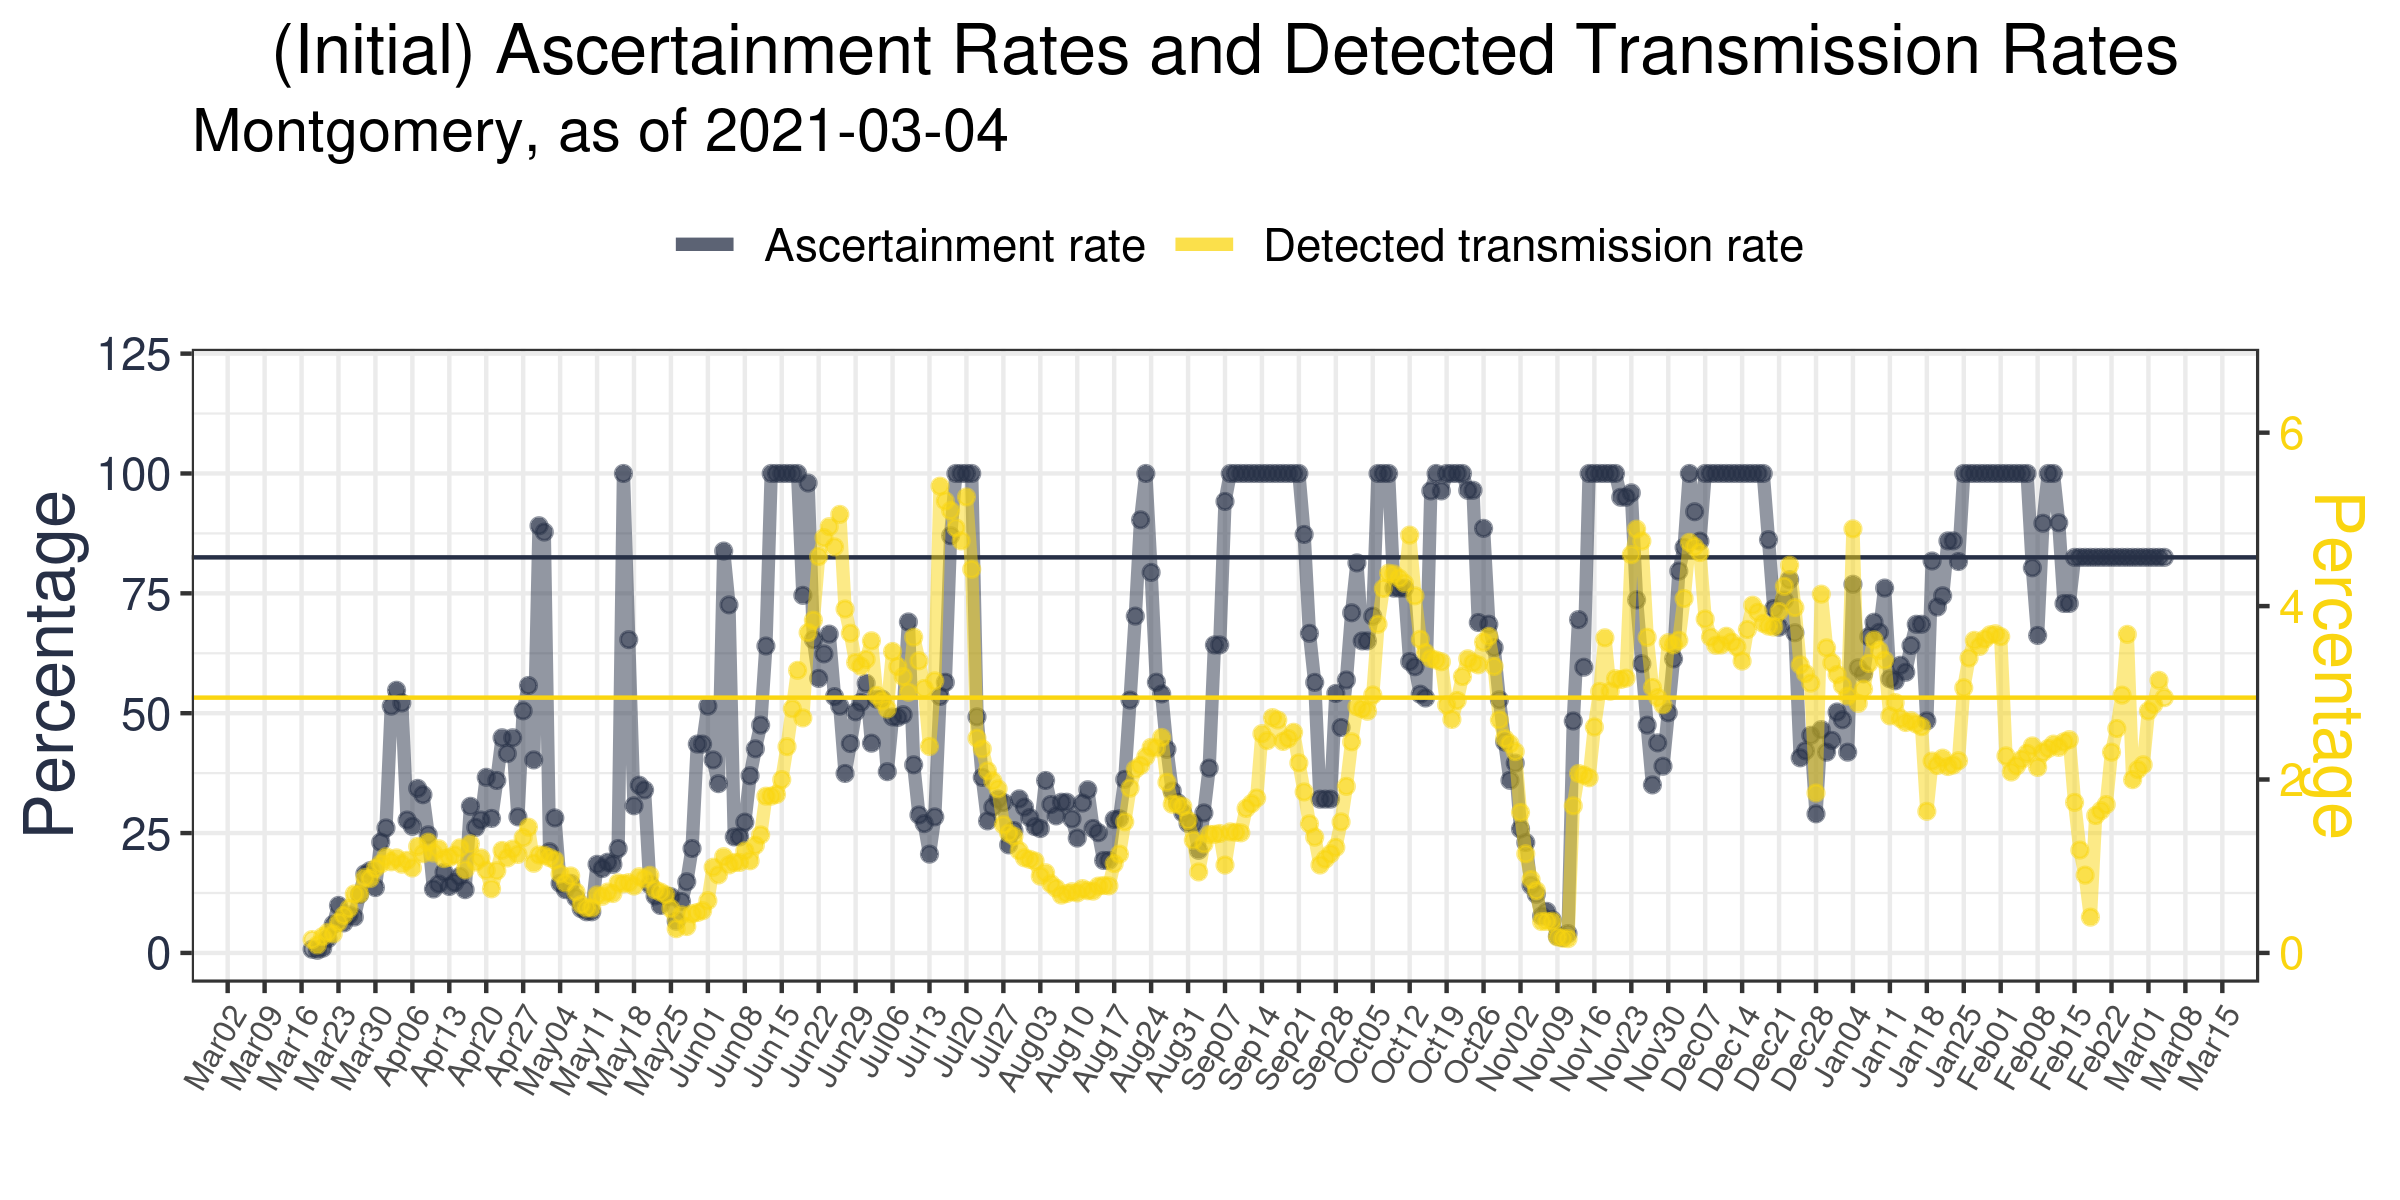 (Initial) Ascertainment Rates and Detected Transmission Rates
Montgomery, as of 2021-03-04
Ascertainment rate
Detected transmission rate
Percentage
125
100
75
50
25
0
6
4
2
0
Percentage
Mar02
Mar09
Mar16
Mar23
Mar30
Apr06
Apr13
Apr20
Apr27
May04
May11
May18
May25
Jun01
Jun08
Jun15
Jun22
Jun29
Jul06
Jul13
Jul20
Jul27
Aug03
Aug10
Aug17
Aug24
Aug31
Sep07
Sep14
Sep21
Sep28
Oct05
Oct12
Oct19
Oct26
Nov02
Nov09
Nov16
Nov23
Nov30
Dec07
Dec14
Dec21
Dec28
Jan04
Jan11
Jan18
Jan25
Feb01
Feb08
Feb15
Feb22
Mar01
Mar08
Mar15